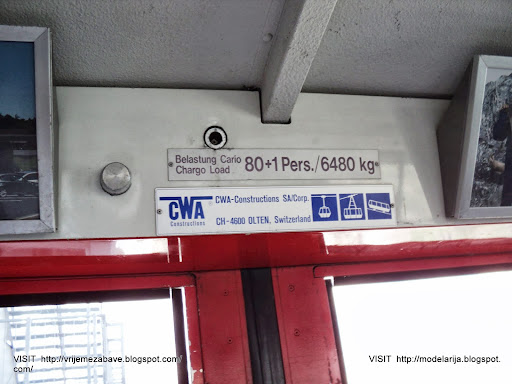 Belastung Cario
Chargo Load
80+1 Pers./6480 kg
CWA
Constructions
CWA-Constructions SA/Corp.
CH-4600 OLTEN, Switzerland
VISIT http://vrijemezabave.blogspot.com/
com/
VISIT http://modelarija.blogspot.